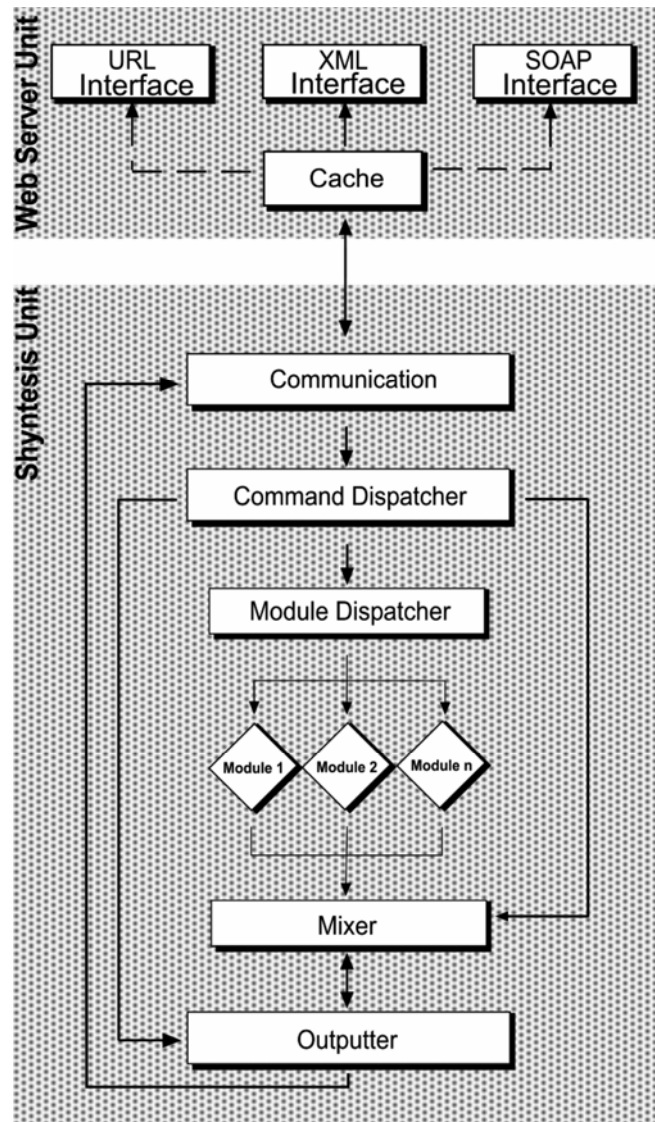 Web Server Unit
URL
Interface
XML
Interface
SOAP
Interface
Cache
Shyntesis Unit
Communication
Command Dispatcher
Module Dispatcher
Module 1
Module 2
Module n
Mixer
Outputter